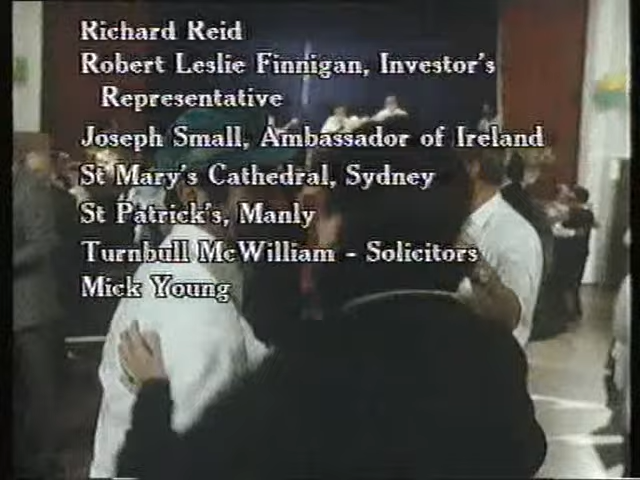 Richard Reid
Robert Leslie Finnigan, Investor's
Representative
Joseph Small, Ambassador of Ireland
St Mary's Cathedral, Sydney
St Patrick's, Manly
Turnbull McWilliam - Solicitors
Mick Young